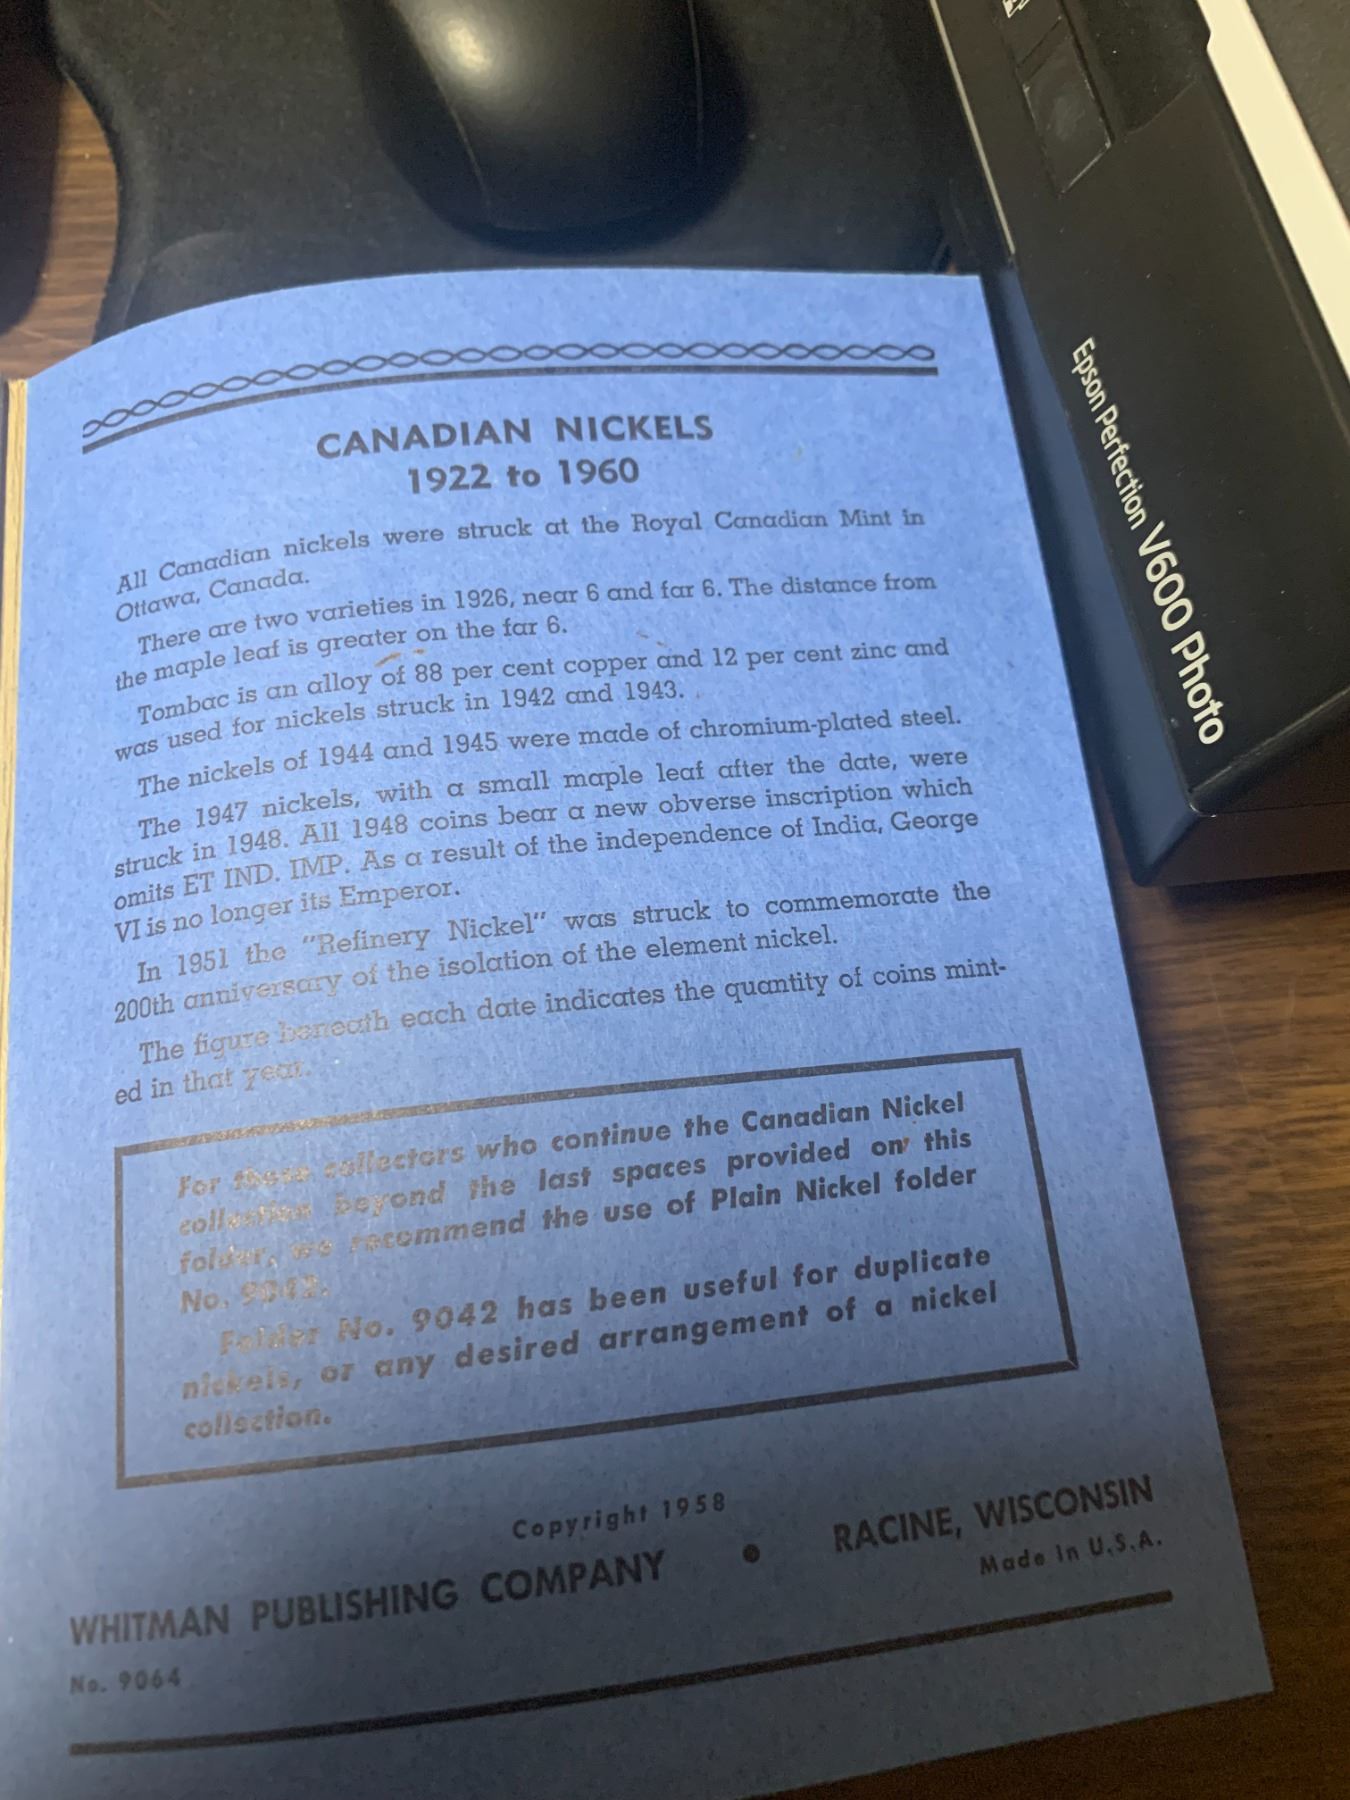 CANADIAN NICKELS
1922 to 1960
All Canadian nickels were struck at the Royal Canadian Mint in
Ottawa, Canada.
There are two varieties in 1926, near 6 and far 6. The distance from
the maple leaf is greater on the far 6.
Tombac is an alloy of 88 per cent copper and 12 per cent zinc and
was used for nickels struck in 1942 and 1943.
The nickels of 1944 and 1945 were made of chromium-plated steel.
The 1947 nickels, with a small maple leaf after the date, were
struck in 1948. All 1948 coins bear a new obverse inscription which
omits ET IND. IMP. As a result of the independence of India, George
VI is no longer its Emperor.
In 1951 the "Refinery Nickel" was struck to commemorate the
200th anniversary of the isolation of the element nickel.
The figure beneath each date indicates the quantity of coins mint-
ed in that year.
For those collectors who continue the Canadian Nickel
collection beyond the last spaces provided on this
folder, we recommend the use of Plain Nickel folder
No. 9042.
Folder No. 9042 has been useful for duplicate
nickels, or any desired arrangement of a nickel
collection.
Copyright 1958
WHITMAN PUBLISHING COMPANY • RACINE, WISCONSIN
Made in U.S.A.
No. 9064
Epson Perfection V600 Photo